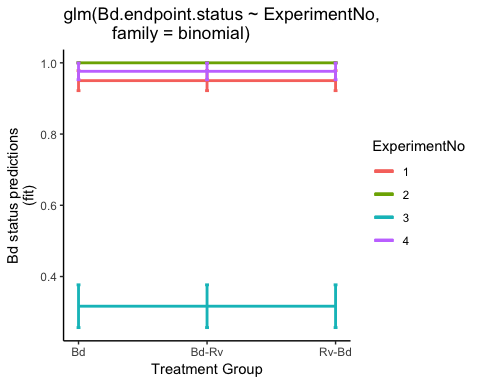 glm(Bd.endpoint.status ~ ExperimentNo,
family = binomial)
1.0
0.8
0.6
0.4
Bd status predictions
(fit)
Bd
Bd-Rv
Rv-Bd
Treatment Group
ExperimentNo
1
2
3
4